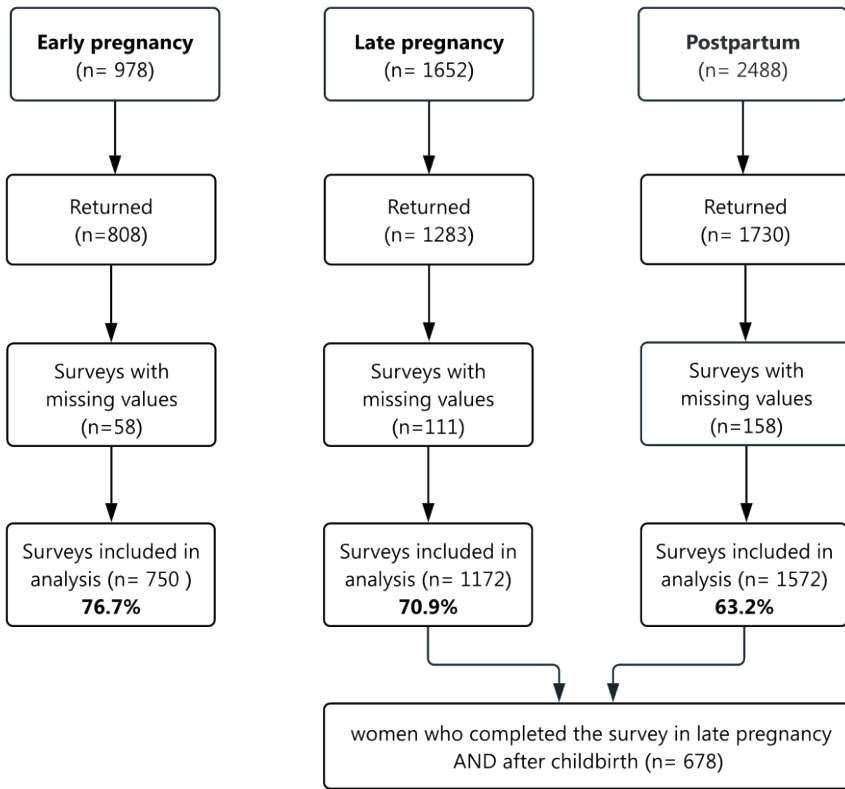 Early pregnancy
(n= 978)
Late pregnancy
(n= 1652)
Postpartum
(n= 2488)
Returned
(n=808)
Returned
(n= 1283)
Returned
(n= 1730)
Surveys with
missing values
(n=58)
Surveys with
missing values
(n=111)
Surveys with
missing values
(n=158)
Surveys included in
analysis (n= 750 )
76.7%
Surveys included in
analysis (n= 1172)
70.9%
Surveys included in
analysis (n= 1572)
63.2%
women who completed the survey in late pregnancy
AND after childbirth (n= 678)